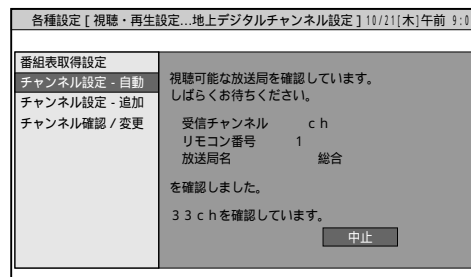 各種設定 [ 視聴・再生設定...地上デジタルチャンネル設定 ] 10/21[木]午前 9:0
番組表取得設定
チャンネル設定 - 自動
チャンネル設定 - 追加
チャンネル確認 / 変更
視聴可能な放送局を確認しています。
しばらくお待ちください。
受信チャンネル ｃｈ
リモコン番号 1
放送局名 総合
を確認しました。
３３ｃｈを確認しています。
中止